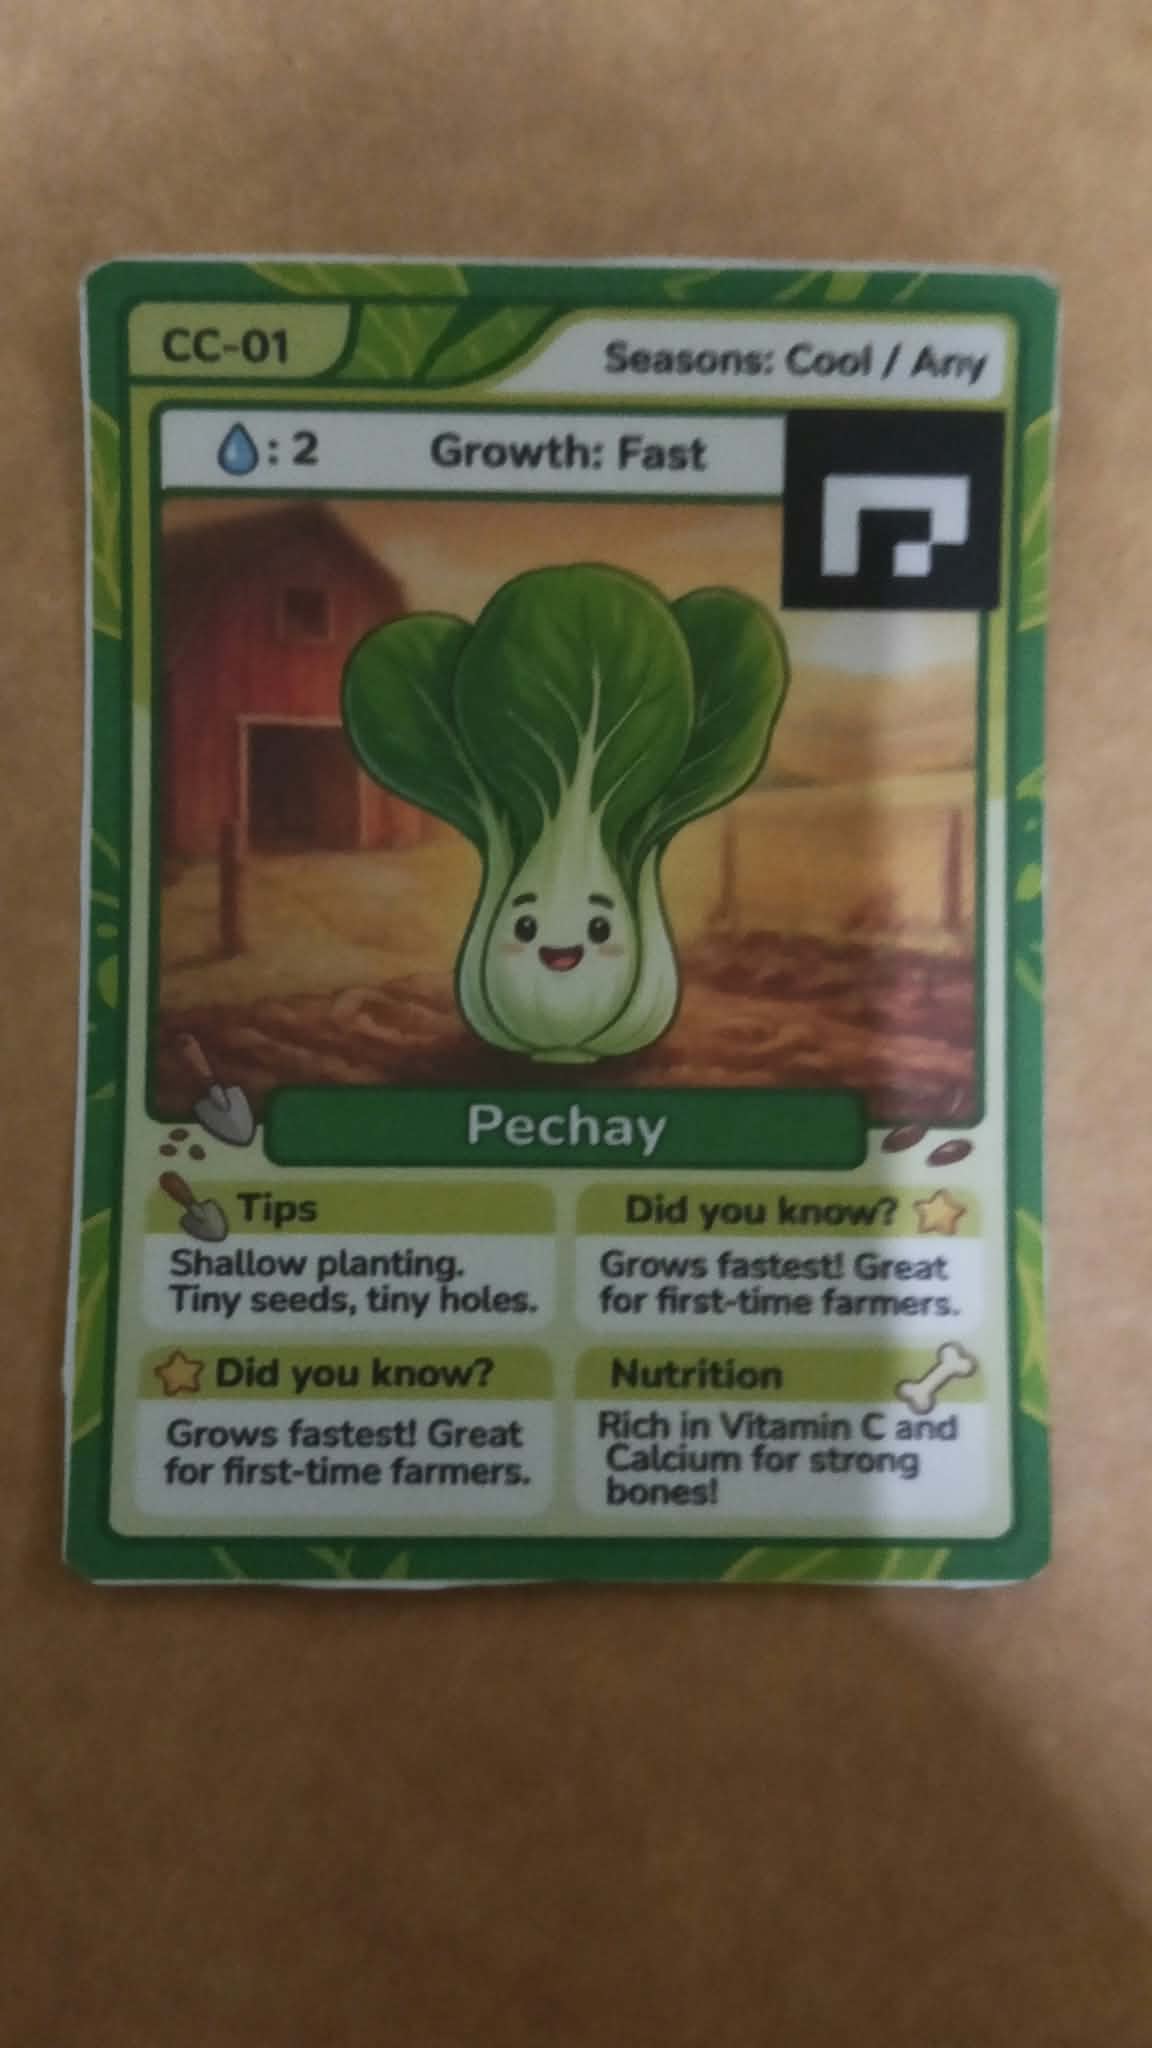 CC-01
Seasons: Cool / Any
: 2
Growth: Fast
Pechay
Tips
Shallow planting.
Tiny seeds, tiny holes.
Did you know?
Grows fastest! Great
for first-time farmers.
Did you know?
Grows fastest! Great
for first-time farmers.
Nutrition
Rich in Vitamin C and
Calcium for strong
bones!